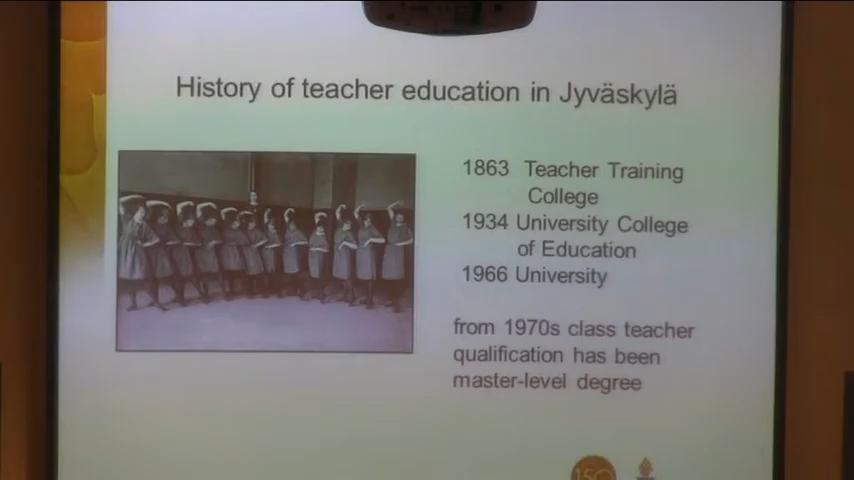 History of teacher education in Jyväskylä
1863 Teacher Training
College
1934 University College
of Education
1966 University
from 1970s class teacher
qualification has been
master-level degree
150